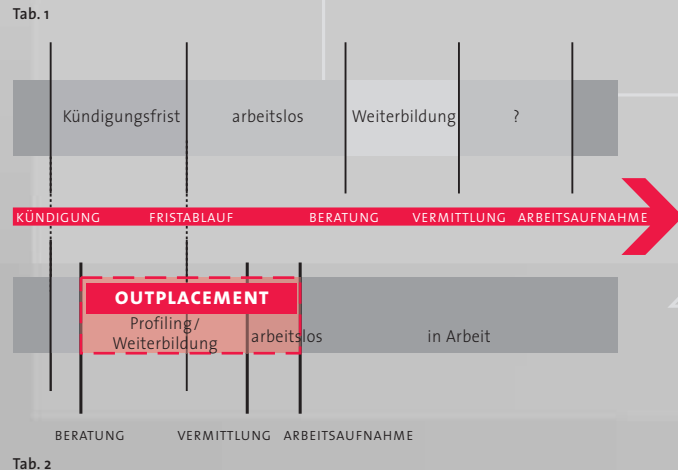 Tab. 1
Kündigungsfrist arbeitslos Weiterbildung ?
KÜNDIGUNG FRISTABLAUF BERATUNG VERMITTLUNG ARBEITSAUFNAHME
OUTPLACEMENT
Profiling/
Weiterbildung arbeitslos in Arbeit
BERATUNG VERMITTLUNG ARBEITSAUFNAHME
Tab. 2